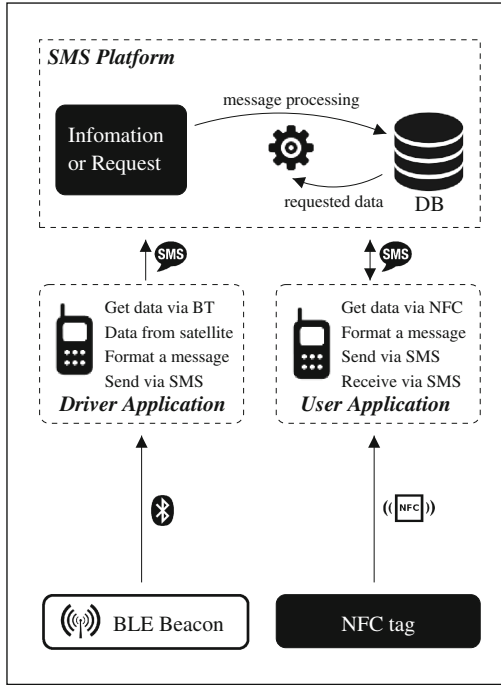 SMS Platform
message processing
Infomation
or Request
requested data
DB
SMS
SMS
Get data via BT
Data from satellite
Format a message
Send via SMS
Driver Application
Get data via NFC
Format a message
Send via SMS
Receive via SMS
User Application
NFC
BLE Beacon
NFC tag